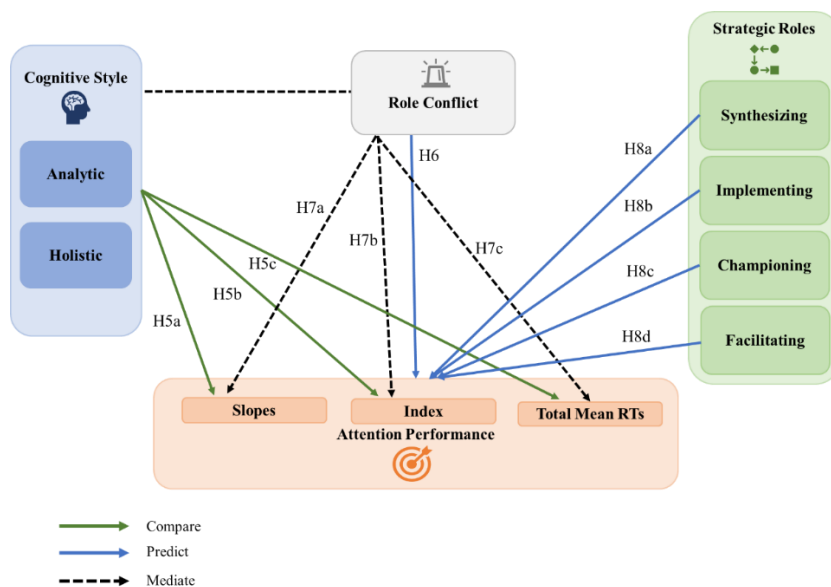 Strategic Roles
Cognitive Style
Role Conflict
Synthesizing
H8a
H6
Analytic
Implementing
H8b
H7a
H7b
H7c
Holistic
H5c
H8c
Championing
H5b
H5a
H8d
Facilitating
Slopes
Index
Total Mean RTs
Attention Performance
Compare
Predict
Mediate